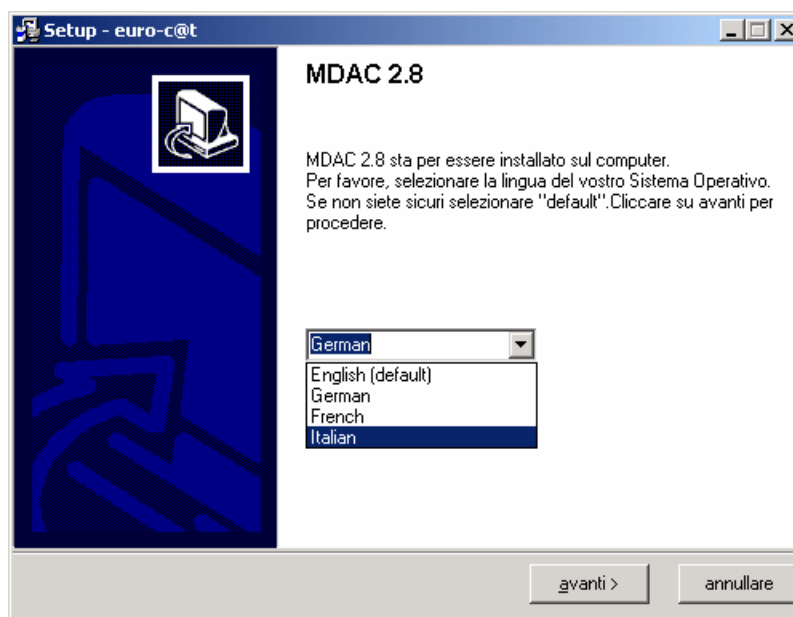 Setup - euro-c@t
MDAC 2.8
MDAC 2.8 sta per essere installato sul computer.
Per favore, selezionare la lingua del vostro Sistema Operativo.
Se non siete sicuri selezionare "default".Cliccare su avanti per
procedere.
German
English (default)
German
French
Italian
avanti >
annullare